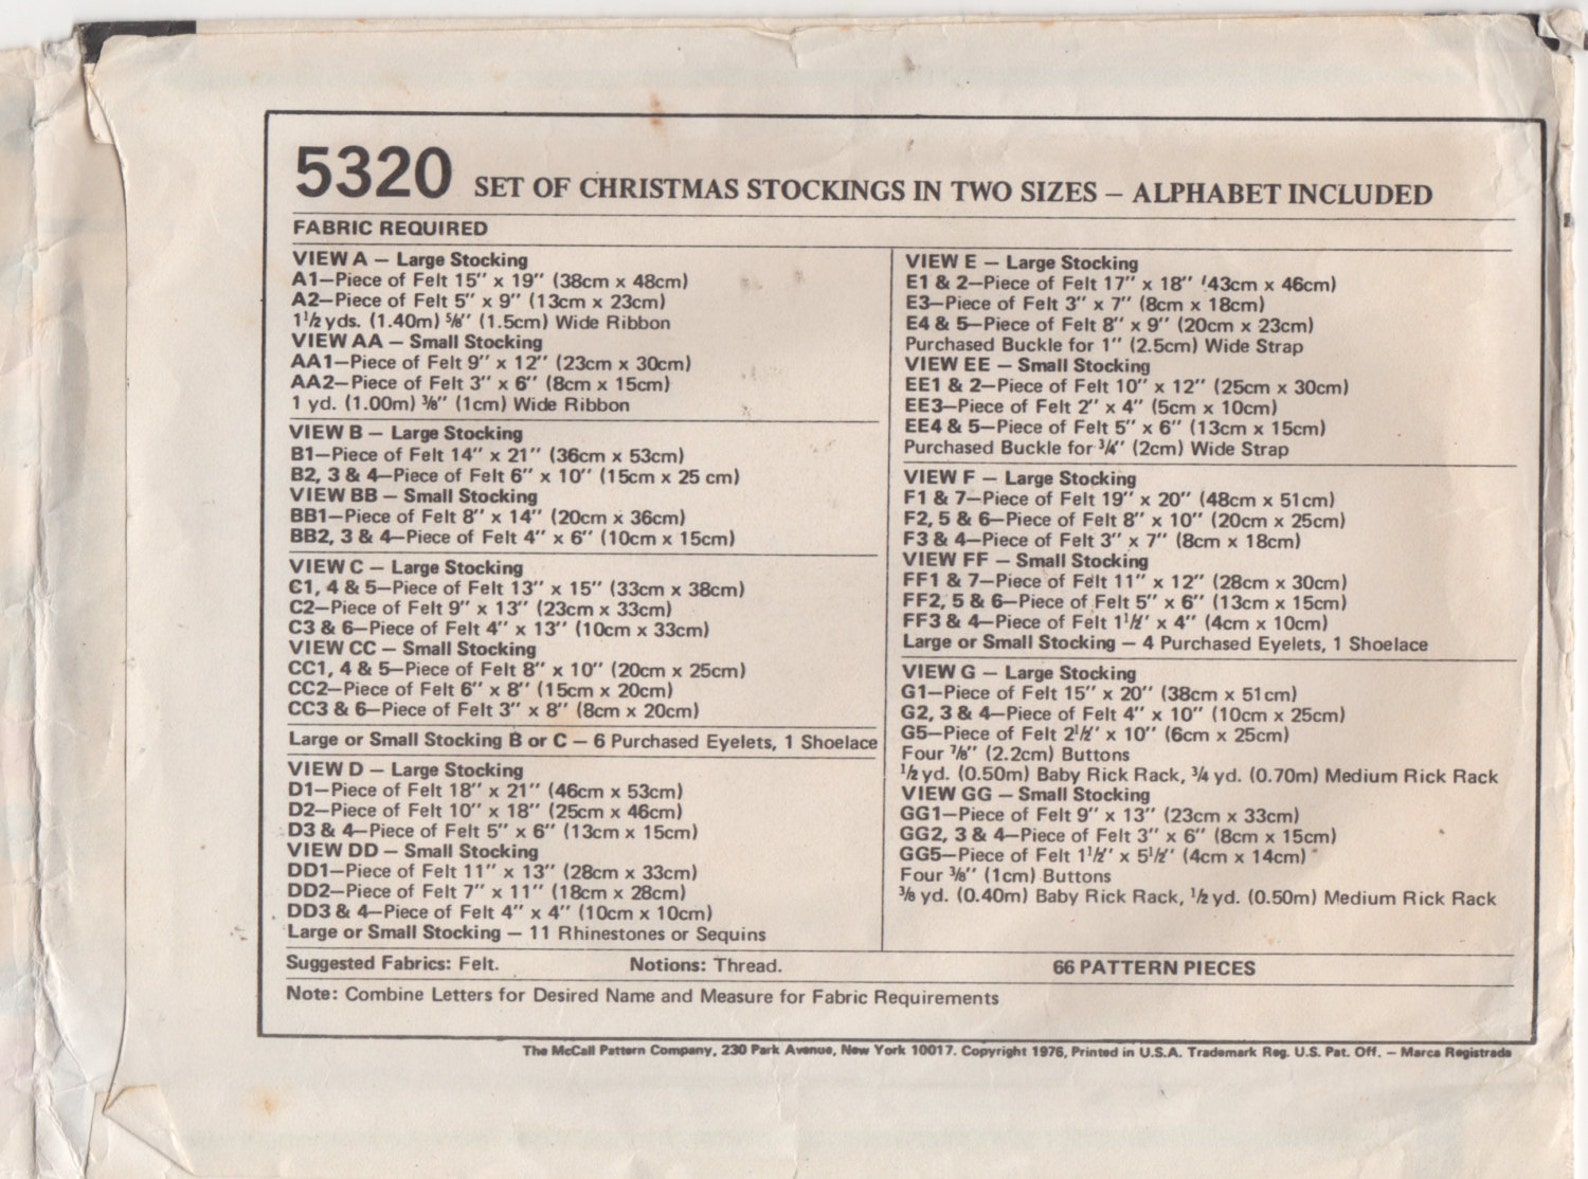 5320 SET OF CHRISTMAS STOCKINGS IN TWO SIZES – ALPHABET INCLUDED
FABRIC REQUIRED
VIEW A – Large Stocking
A1–Piece of Felt 15" x 19" (38cm x 48cm)
A2–Piece of Felt 5" x 9" (13cm x 23cm)
1½ yds. (1.40m) ⅝" (1.5cm) Wide Ribbon
VIEW AA – Small Stocking
AA1–Piece of Felt 9" x 12" (23cm x 30cm)
AA2–Piece of Felt 3" x 6" (8cm x 15cm)
1 yd. (1.00m) ⅜" (1cm) Wide Ribbon
VIEW B – Large Stocking
B1–Piece of Felt 14" x 21" (36cm x 53cm)
B2, 3 & 4–Piece of Felt 6" x 10" (15cm x 25 cm)
VIEW BB – Small Stocking
BB1–Piece of Felt 8" x 14" (20cm x 36cm)
BB2, 3 & 4–Piece of Felt 4" x 6" (10cm x 15cm)
VIEW C – Large Stocking
C1, 4 & 5–Piece of Felt 13" x 15" (33cm x 38cm)
C2–Piece of Felt 9" x 13" (23cm x 33cm)
C3 & 6–Piece of Felt 4" x 13" (10cm x 33cm)
VIEW CC – Small Stocking
CC1, 4 & 5–Piece of Felt 8" x 10" (20cm x 25cm)
CC2–Piece of Felt 6" x 8" (15cm x 20cm)
CC3 & 6–Piece of Felt 3" x 8" (8cm x 20cm)
Large or Small Stocking B or C – 6 Purchased Eyelets, 1 Shoelace
VIEW D – Large Stocking
D1–Piece of Felt 18" x 21" (46cm x 53cm)
D2–Piece of Felt 10" x 18" (25cm x 46cm)
D3 & 4–Piece of Felt 5" x 6" (13cm x 15cm)
VIEW DD – Small Stocking
DD1–Piece of Felt 11" x 13" (28cm x 33cm)
DD2–Piece of Felt 7" x 11" (18cm x 28cm)
DD3 & 4–Piece of Felt 4" x 4" (10cm x 10cm)
Large or Small Stocking – 11 Rhinestones or Sequins
VIEW E – Large Stocking
E1 & 2–Piece of Felt 17" x 18" (43cm x 46cm)
E3–Piece of Felt 3" x 7" (8cm x 18cm)
E4 & 5–Piece of Felt 8" x 9" (20cm x 23cm)
Purchased Buckle for 1" (2.5cm) Wide Strap
VIEW EE – Small Stocking
EE1 & 2–Piece of Felt 10" x 12" (25cm x 30cm)
EE3–Piece of Felt 2" x 4" (5cm x 10cm)
EE4 & 5–Piece of Felt 5" x 6" (13cm x 15cm)
Purchased Buckle for ¾" (2cm) Wide Strap
VIEW F – Large Stocking
F1 & 7–Piece of Felt 19" x 20" (48cm x 51cm)
F2, 5 & 6–Piece of Felt 8" x 10" (20cm x 25cm)
F3 & 4–Piece of Felt 3" x 7" (8cm x 18cm)
VIEW FF – Small Stocking
FF1 & 7–Piece of Felt 11" x 12" (28cm x 30cm)
FF2, 5 & 6–Piece of Felt 5" x 6" (13cm x 15cm)
FF3 & 4–Piece of Felt 1½" x 4" (4cm x 10cm)
Large or Small Stocking – 4 Purchased Eyelets, 1 Shoelace
VIEW G – Large Stocking
G1–Piece of Felt 15" x 20" (38cm x 51cm)
G2, 3 & 4–Piece of Felt 4" x 10" (10cm x 25cm)
G5–Piece of Felt 2½" x 10" (6cm x 25cm)
Four ⅞" (2.2cm) Buttons
½ yd. (0.50m) Baby Rick Rack, ¾ yd. (0.70m) Medium Rick Rack
VIEW GG – Small Stocking
GG1–Piece of Felt 9" x 13" (23cm x 33cm)
GG2, 3 & 4–Piece of Felt 3" x 6" (8cm x 15cm)
GG5–Piece of Felt 1½" x 5½" (4cm x 14cm)
Four ⅜" (1cm) Buttons
⅜ yd. (0.40m) Baby Rick Rack, ½ yd. (0.50m) Medium Rick Rack
Suggested Fabrics: Felt. Notions: Thread. 66 PATTERN PIECES
Note: Combine Letters for Desired Name and Measure for Fabric Requirements
The McCall Pattern Company, 230 Park Avenue, New York 10017. Copyright 1976, Printed in U.S.A. Trademark Reg. U.S. Pat. Off. – Marca Registrada